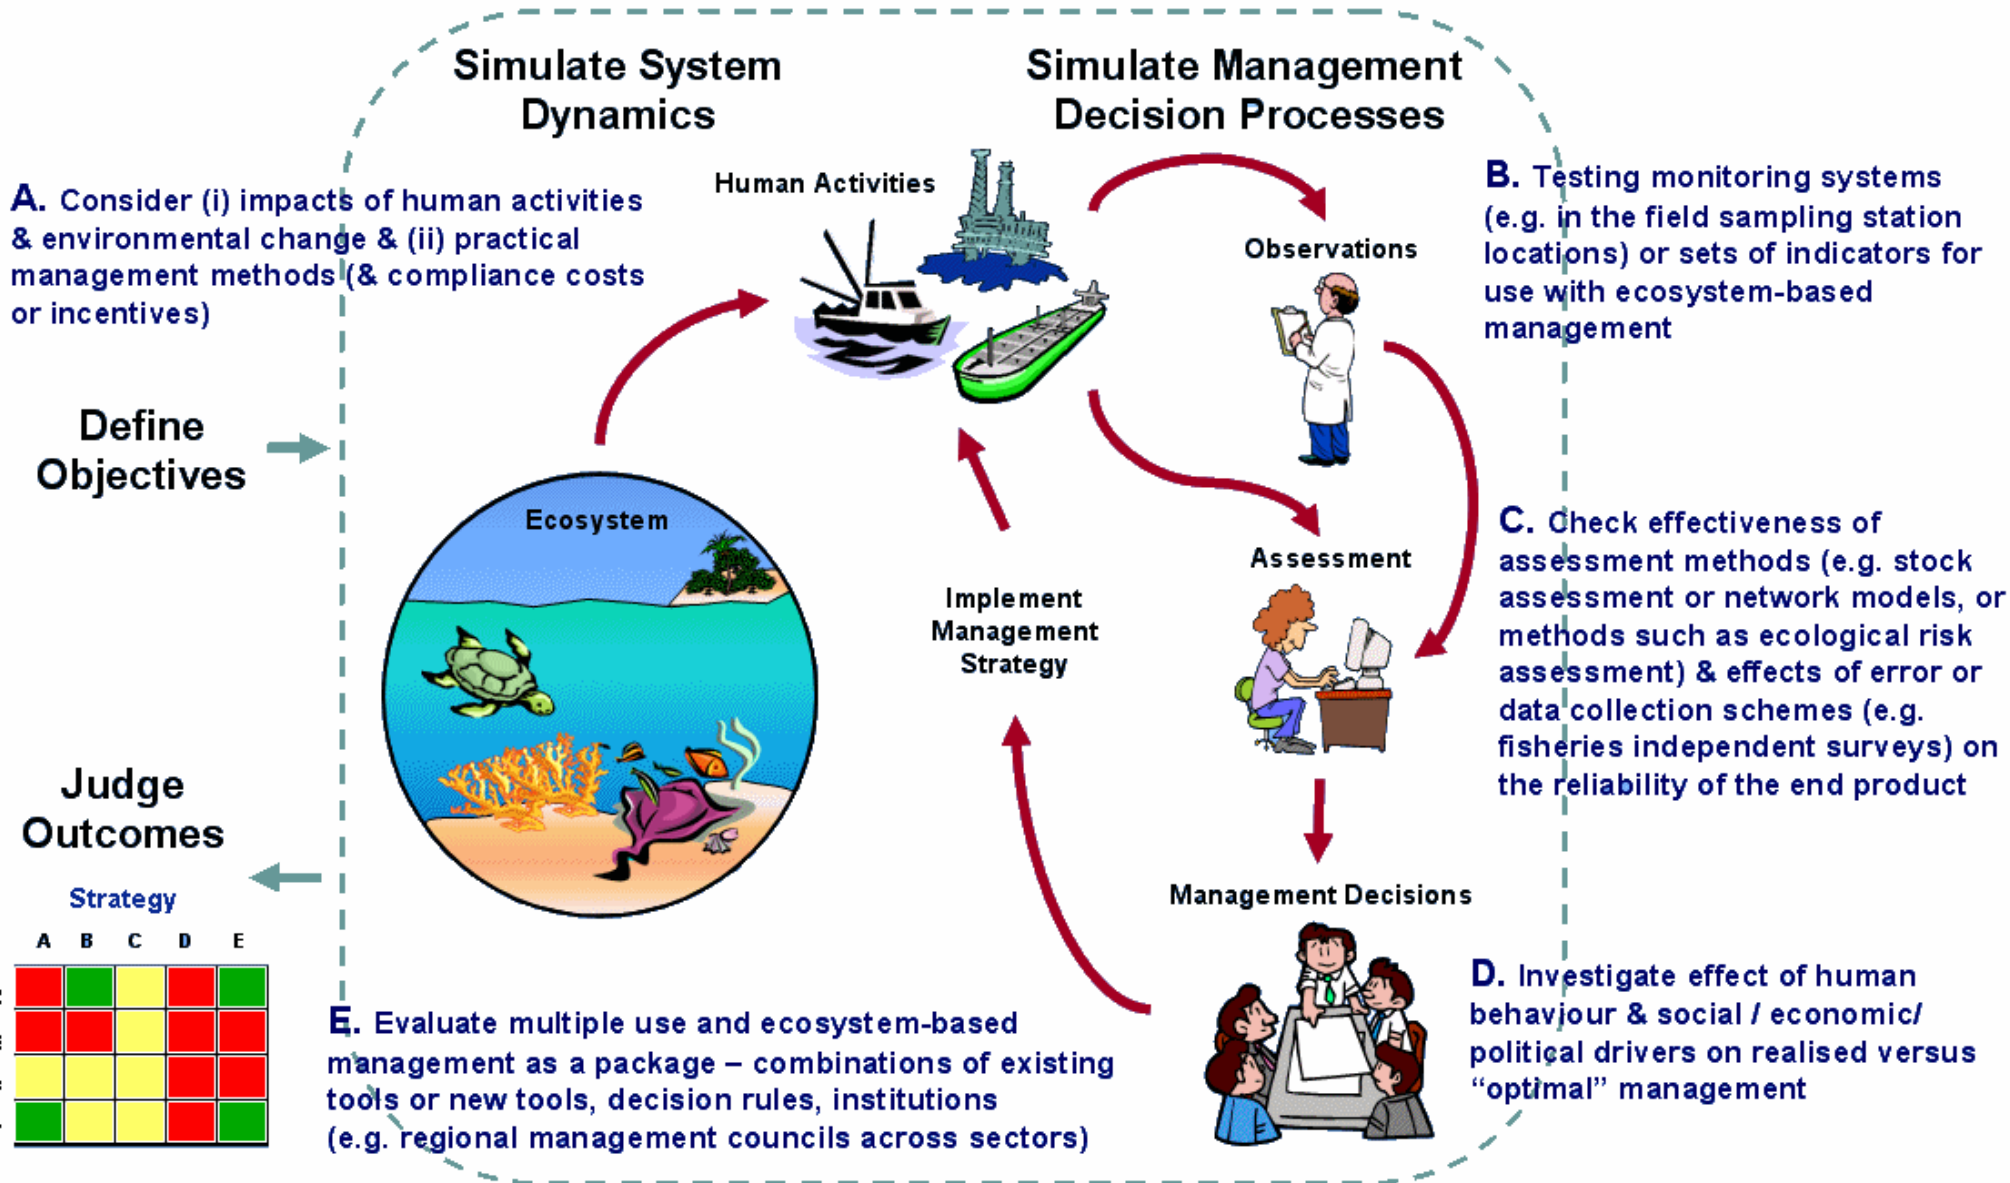 Simulate System
Dynamics
Simulate Management
Decision Processes
A. Consider (i) impacts of human activities
& environmental change & (ii) practical
management methods (& compliance costs
or incentives)
Human Activities
Observations
B. Testing monitoring systems
(e.g. in the field sampling station
locations) or sets of indicators for
use with ecosystem-based
management
Define
Objectives
Ecosystem
Implement
Management
Strategy
Assessment
C. Check effectiveness of
assessment methods (e.g. stock
assessment or network models, or
methods such as ecological risk
assessment) & effects of error or
data collection schemes (e.g.
fisheries independent surveys) on
the reliability of the end product
Judge
Outcomes
Strategy
A B C D E
Management Decisions
D. Investigate effect of human
behaviour & social / economic/
political drivers on realised versus
“optimal” management
E. Evaluate multiple use and ecosystem-based
management as a package – combinations of existing
tools or new tools, decision rules, institutions
(e.g. regional management councils across sectors)